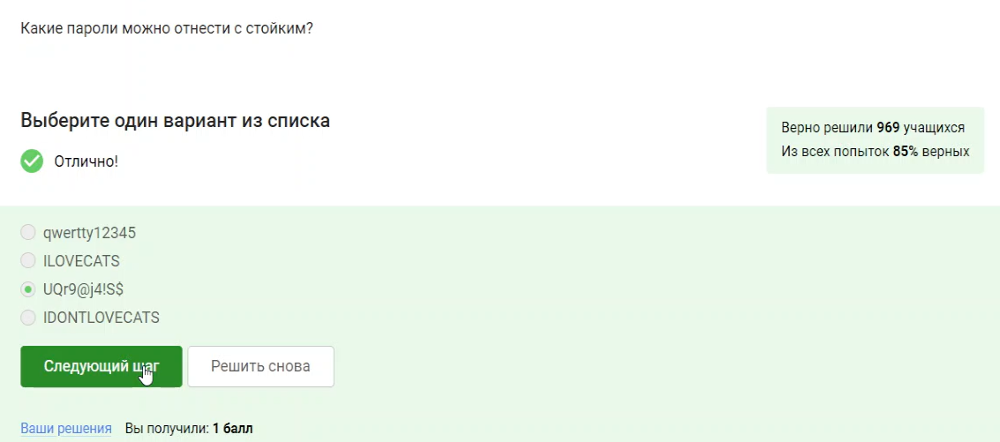 Какие пароли можно отнести с стойким?
Выберите один вариант из списка
Отлично!
Верно решили 969 учащихся
Из всех попыток 85% верных
qwertty12345
ILOVECATS
UQr9@j4!S$
IDONTLOVECATS
Следующий шаг
Решить снова
Ваши решения Вы получили: 1 балл